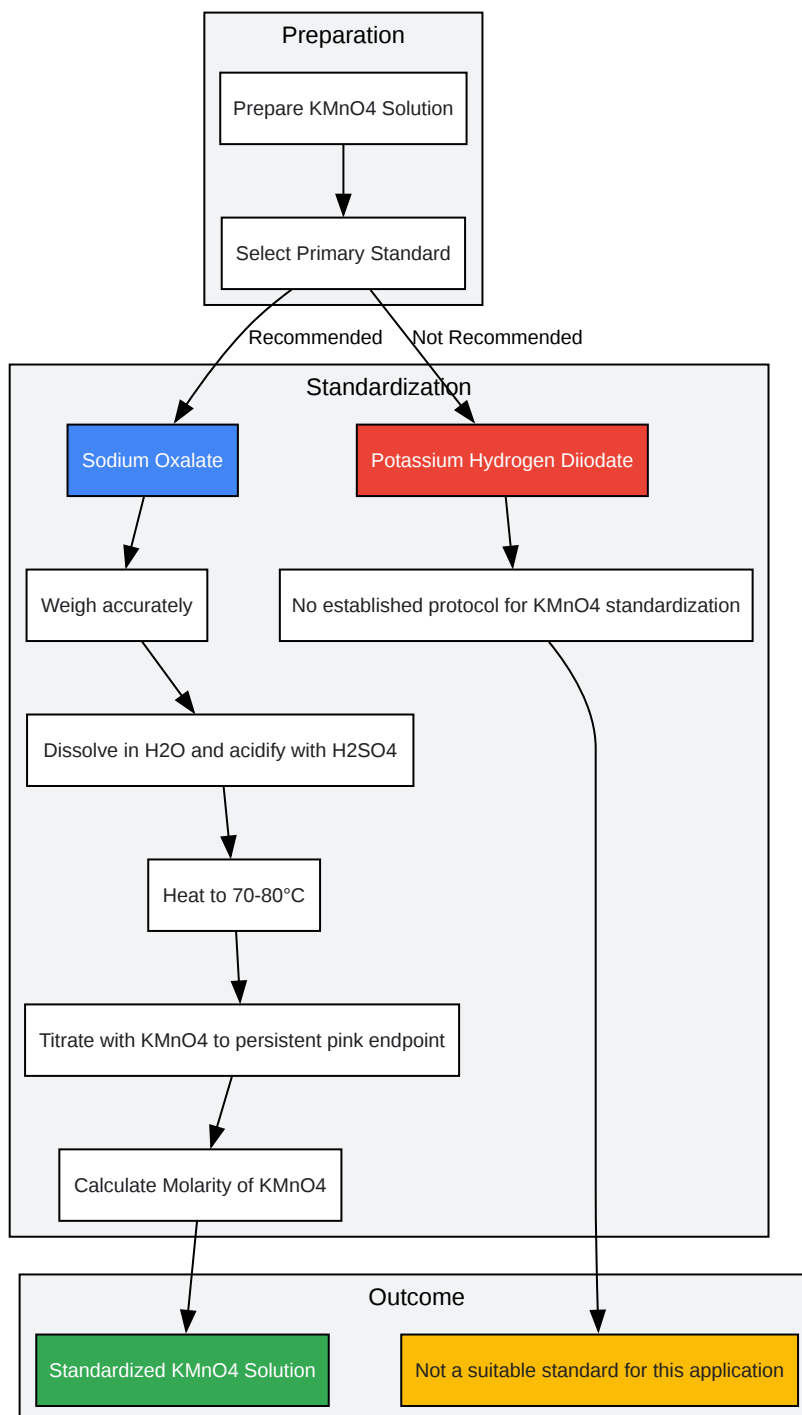 Preparation
Prepare KMnO4 Solution
Select Primary Standard
Recommended
Not Recommended
Standardization
Sodium Oxalate
Potassium Hydrogen Diiodate
Weigh accurately
No established protocol for KMnO4 standardization
Dissolve in H2O and acidify with H2SO4
Heat to 70-80°C
Titrate with KMnO4 to persistent pink endpoint
Calculate Molarity of KMnO4
Outcome
Standardized KMnO4 Solution
Not a suitable standard for this application